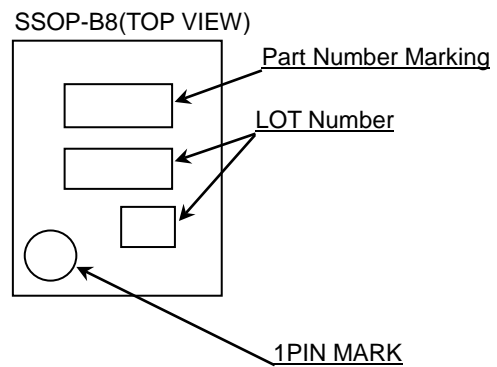 SSOP-B8(TOP VIEW)
Part Number Marking
LOT Number
1PIN MARK